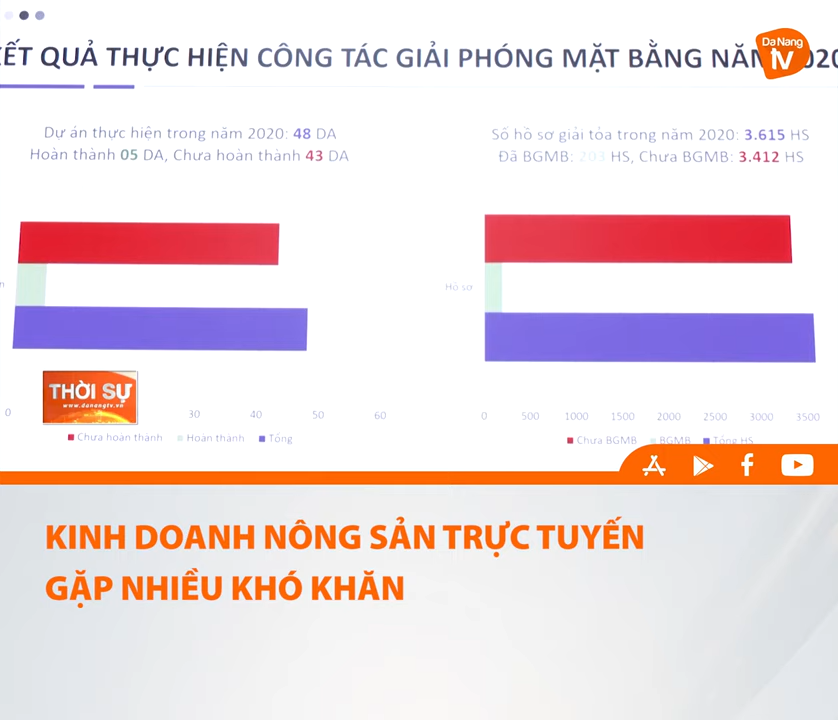 KẾT QUẢ THỰC HIỆN CÔNG TÁC GIẢI PHÓNG MẶT BẰNG NĂM 2020
Da Nang
tv
Dự án thực hiện trong năm 2020: 48 DA
Hoàn thành 05 DA, Chưa hoàn thành 43 DA
Số hồ sơ giải tỏa trong năm 2020: 3.615 HS
Đã BGMB: 203 HS, Chưa BGMB: 3.412 HS
Hồ sơ
THỜI SỰ
www.danangtv.vn
0 30 40 50 60
0 500 1000 1500 2000 2500 3000 3500
Chưa hoàn thành Hoàn thành Tổng
Chưa BGMB BGMB Tổng HS
KINH DOANH NÔNG SẢN TRỰC TUYẾN
GẶP NHIỀU KHÓ KHĂN